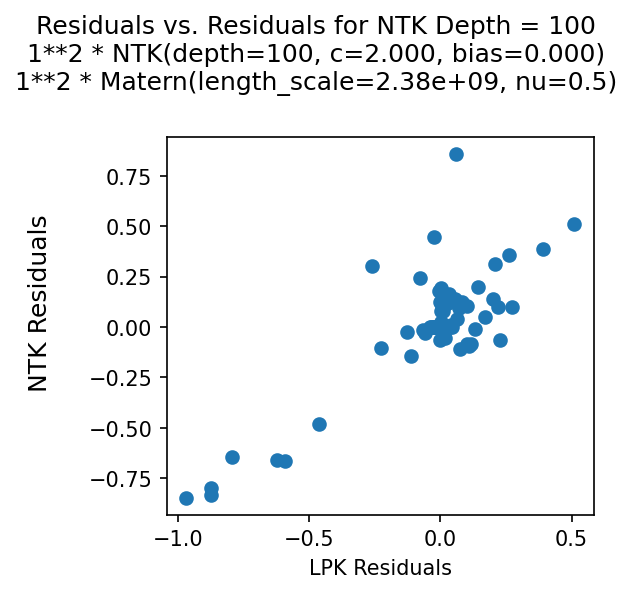 Residuals vs. Residuals for NTK Depth = 100
1**2 * NTK(depth=100, c=2.000, bias=0.000)
1**2 * Matern(length_scale=2.38e+09, nu=0.5)
NTK Residuals
0.75
0.50
0.25
0.00
−0.25
−0.50
−0.75
−1.0
−0.5
0.0
0.5
LPK Residuals